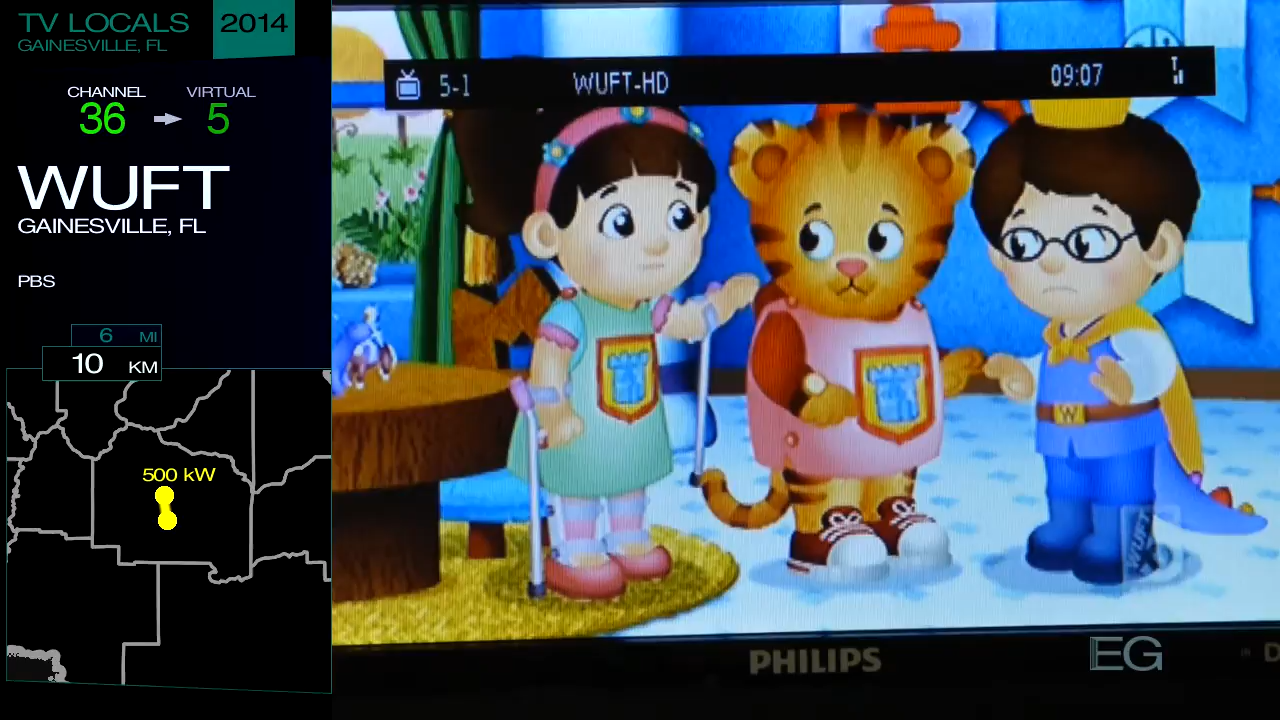 TV LOCALS
GAINESVILLE, FL
2014
CHANNEL
36
VIRTUAL
5
WUFT
GAINESVILLE, FL
PBS
6 MI
10 KM
500 kW
5-1 WUFT-HD 09:07
W
WUFT
PHILIPS
EG